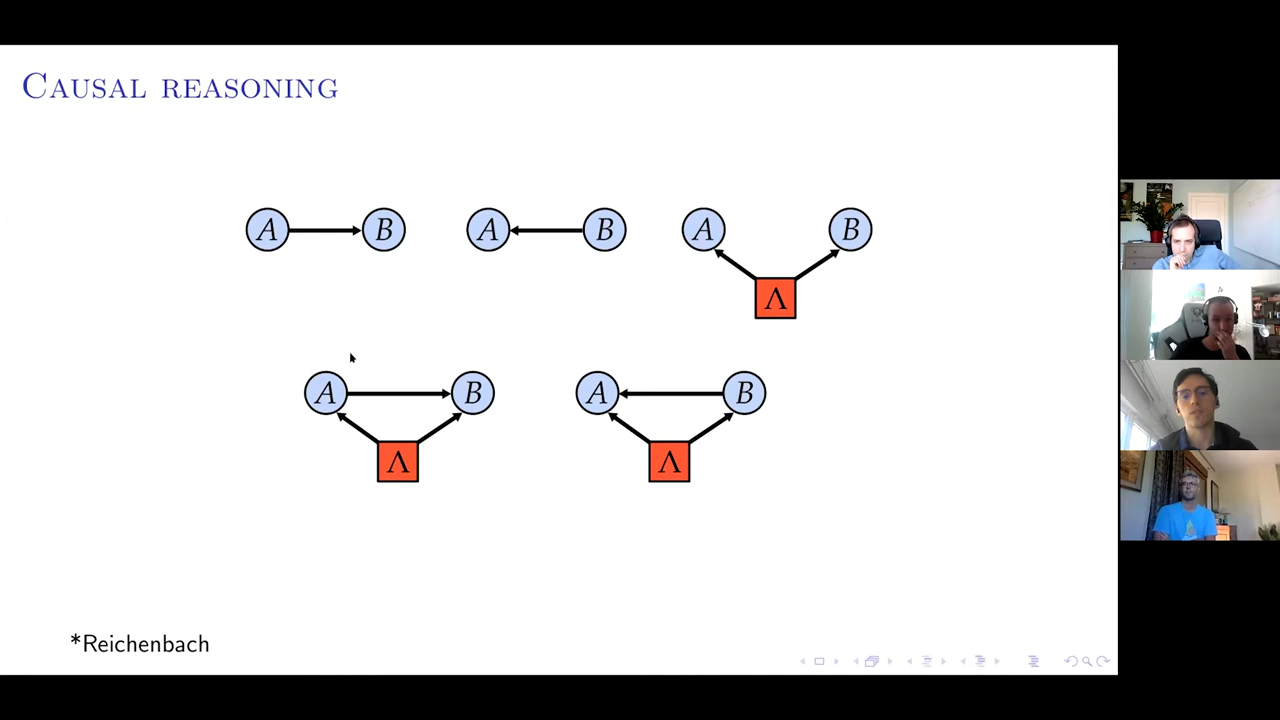 CAUSAL REASONING
A B A B A B
Λ
A B A B
Λ Λ
*Reichenbach